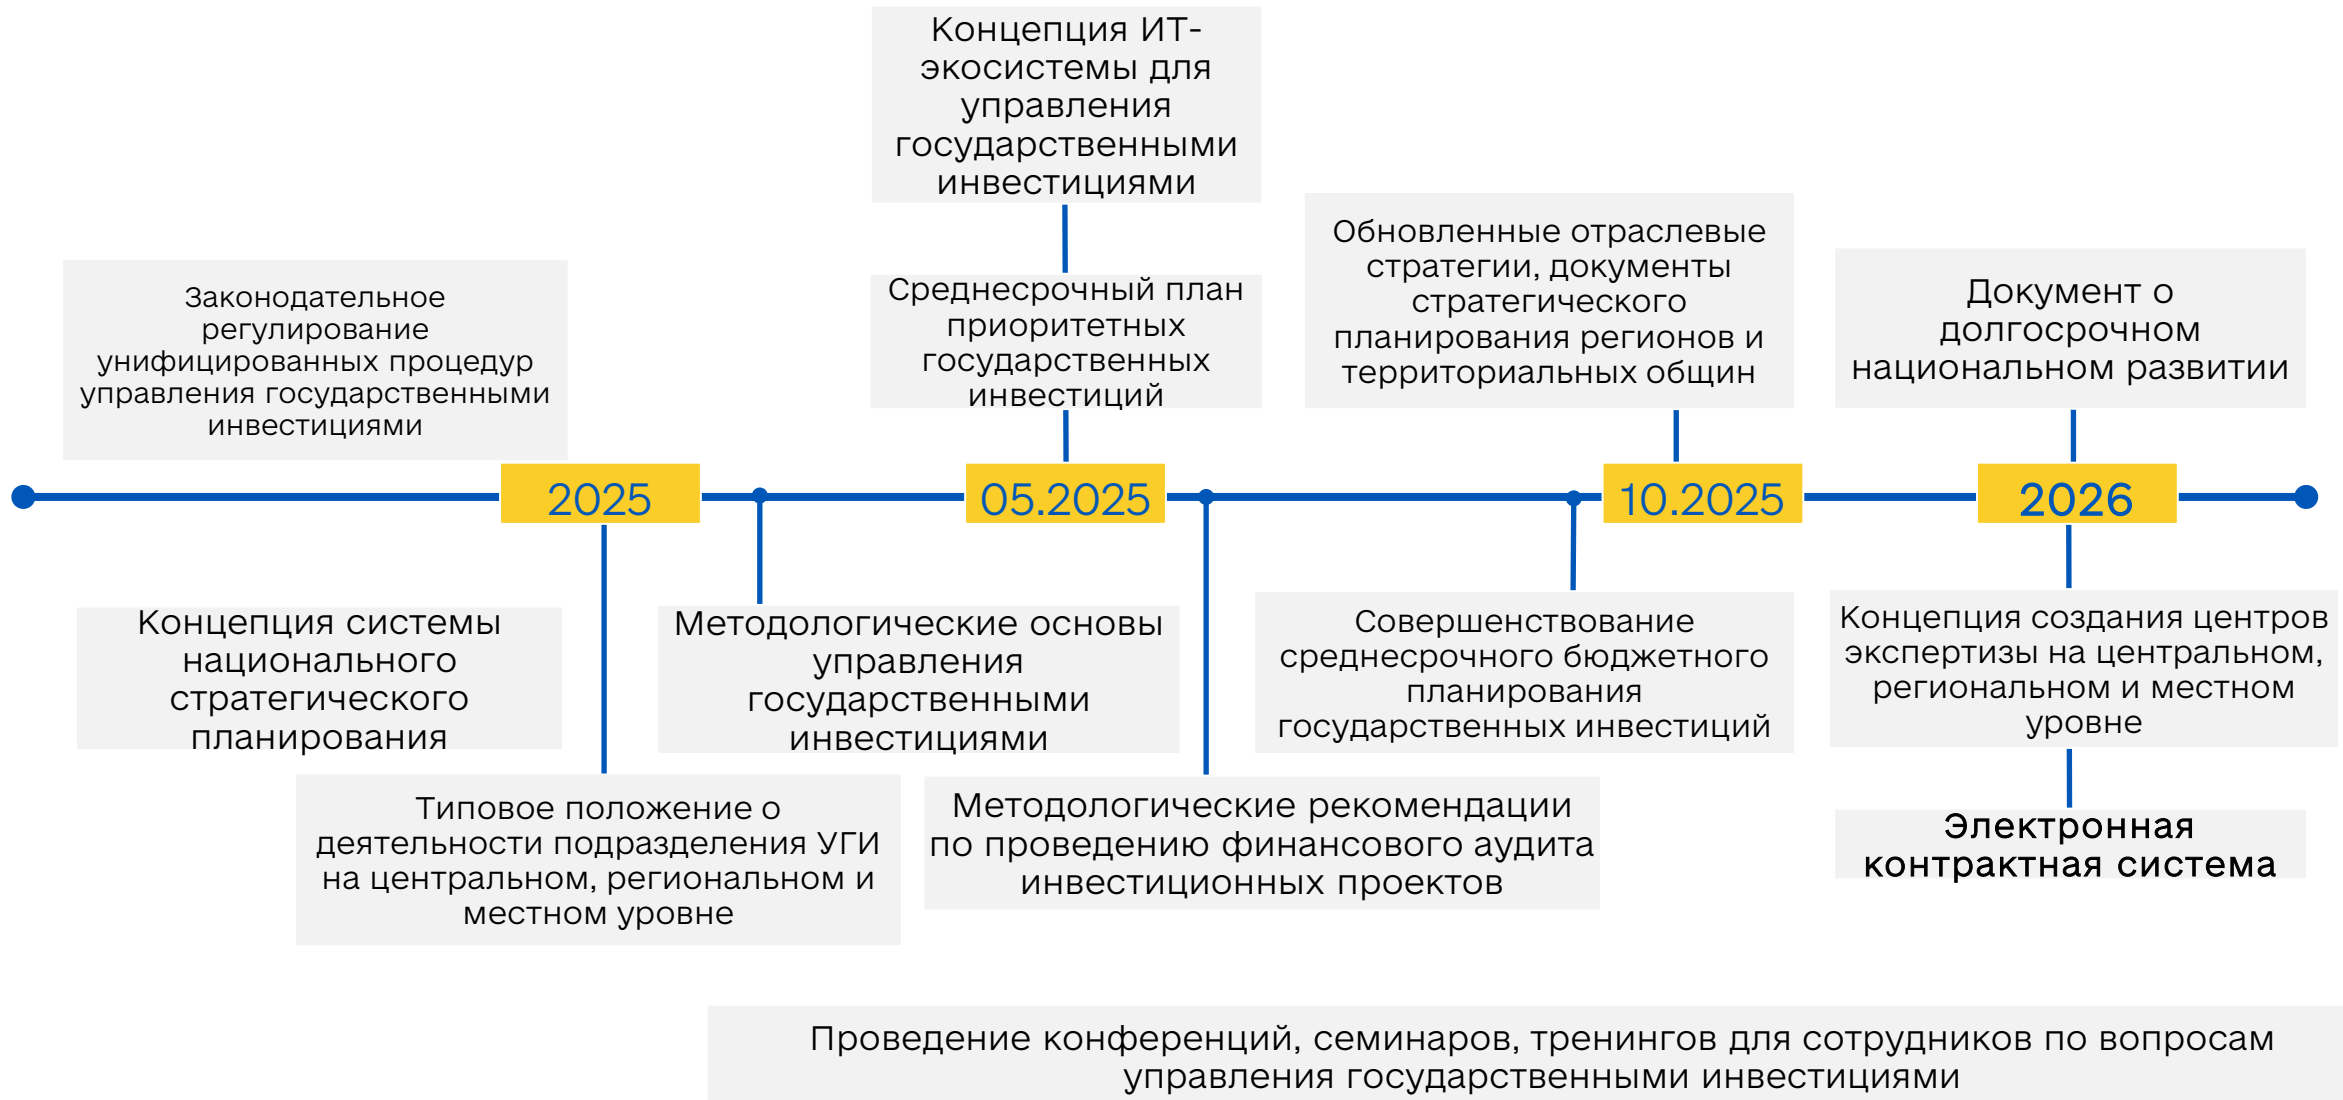 Концепция ИТ-
экосистемы для
управления
государственными
инвестициями
Законодательное
регулирование
унифицированных процедур
управления государственными
инвестициями
Среднесрочный план
приоритетных
государственных
инвестиций
Обновленные отраслевые
стратегии, документы
стратегического
планирования регионов и
территориальных общин
Документ о
долгосрочном
национальном развитии
2025
05.2025
10.2025
2026
Концепция системы
национального
стратегического
планирования
Методологические основы
управления
государственными
инвестициями
Совершенствование
среднесрочного бюджетного
планирования
государственных инвестиций
Концепция создания центров
экспертизы на центральном,
региональном и местном
уровне
Типовое положение о
деятельности подразделения УГИ
на центральном, региональном и
местном уровне
Методологические рекомендации
по проведению финансового аудита
инвестиционных проектов
Электронная
контрактная система
Проведение конференций, семинаров, тренингов для сотрудников по вопросам
управления государственными инвестициями